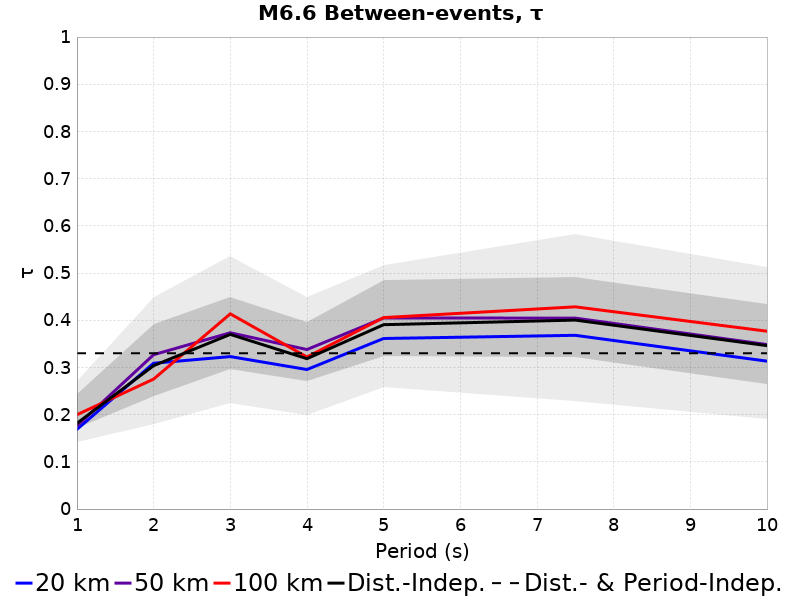 M6.6 Between-events, τ
1
0.9
0.8
0.7
0.6
0.5
0.4
0.3
0.2
0.1
0
τ
1 2 3 4 5 6 7 8 9 10
Period (s)
20 km 50 km 100 km Dist.-Indep. Dist.- & Period-Indep.